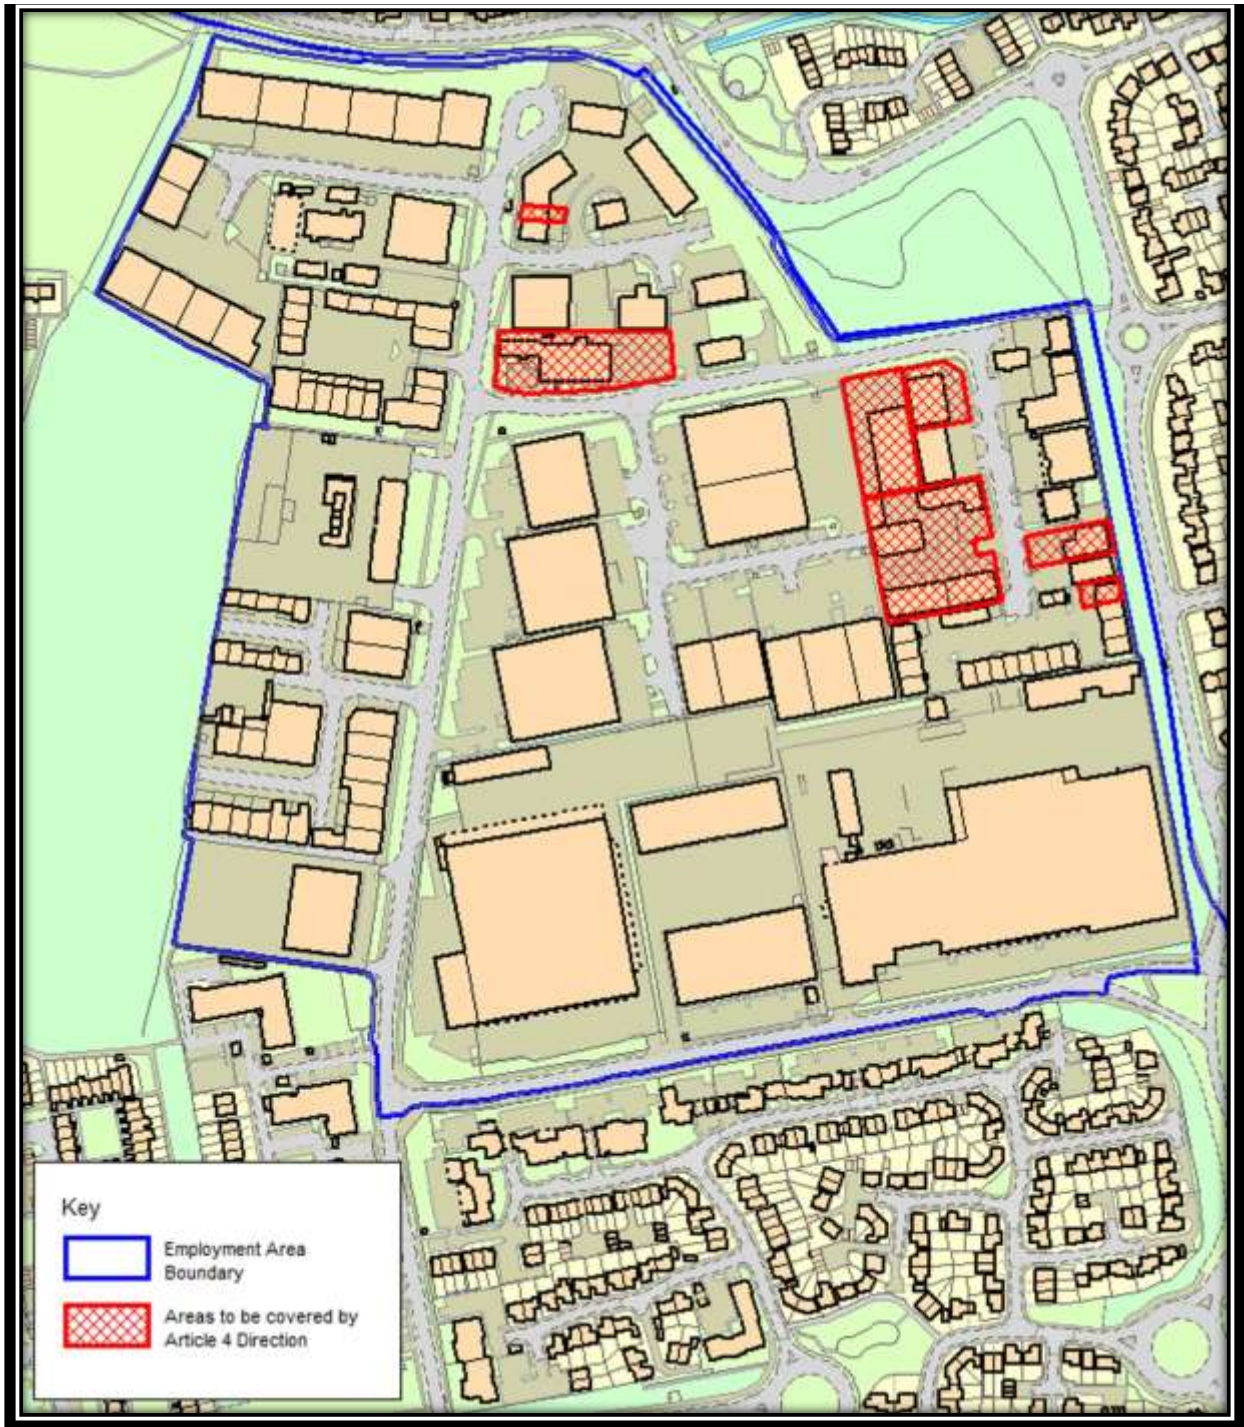 Key
Employment Area
Boundary
Areas to be covered by
Article 4 Direction